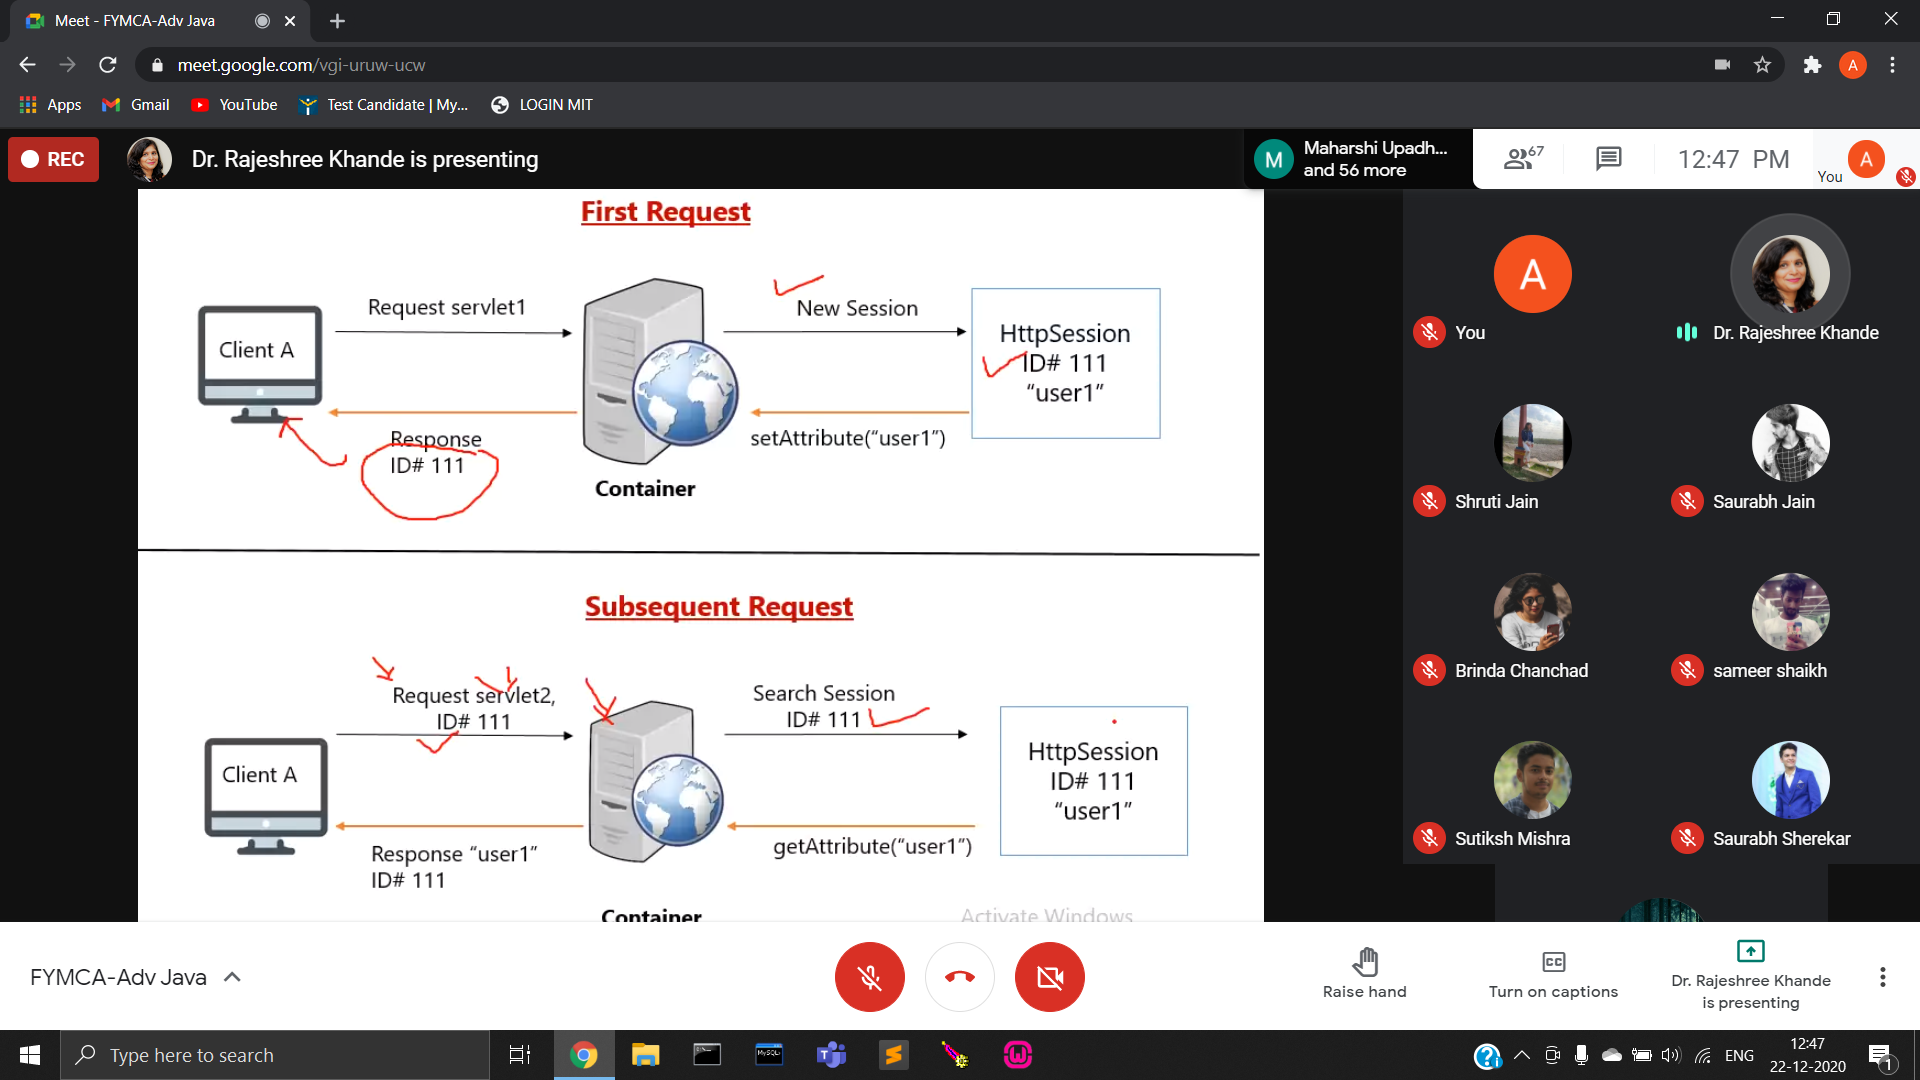 Meet - FYMCA-Adv Java
meet.google.com/vgi-uruw-ucw
A
Apps
Gmail
YouTube
Test Candidate | My...
LOGIN MIT
REC
Dr. Rajeshree Khande is presenting
M
Maharshi Upadh...
and 56 more
67
12:47 PM
You
A
First Request
Client A
Request servlet1
New Session
HttpSession
ID# 111
“user1”
Response
ID# 111
setAttribute(“user1”)
Container
Subsequent Request
Request servlet2,
ID# 111
Search Session
ID# 111
Client A
HttpSession
ID# 111
“user1”
Response “user1”
ID# 111
getAttribute(“user1”)
Container
Activate Windows
A
You
Dr. Rajeshree Khande
Shruti Jain
Saurabh Jain
Brinda Chanchad
sameer shaikh
Sutiksh Mishra
Saurabh Sherekar
FYMCA-Adv Java
Raise hand
CC
Turn on captions
Dr. Rajeshree Khande
is presenting
Type here to search
MySQL
T
S
W
ENG
12:47
22-12-2020
1